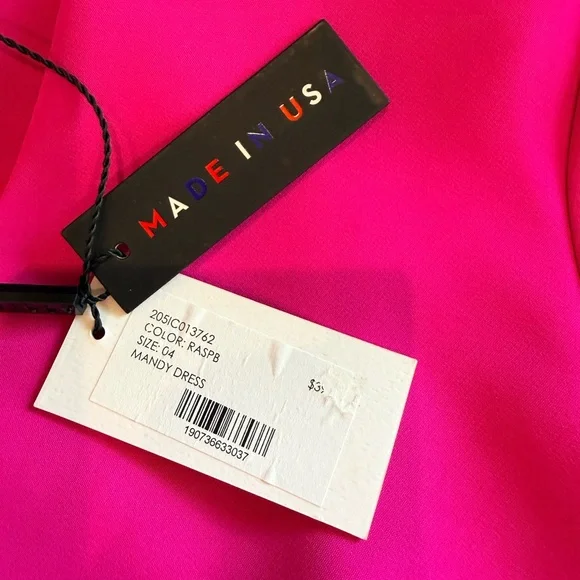 MADE IN USA
205IC013762
COLOR: RASPB
SIZE: 04
MANDY DRESS
190736633037